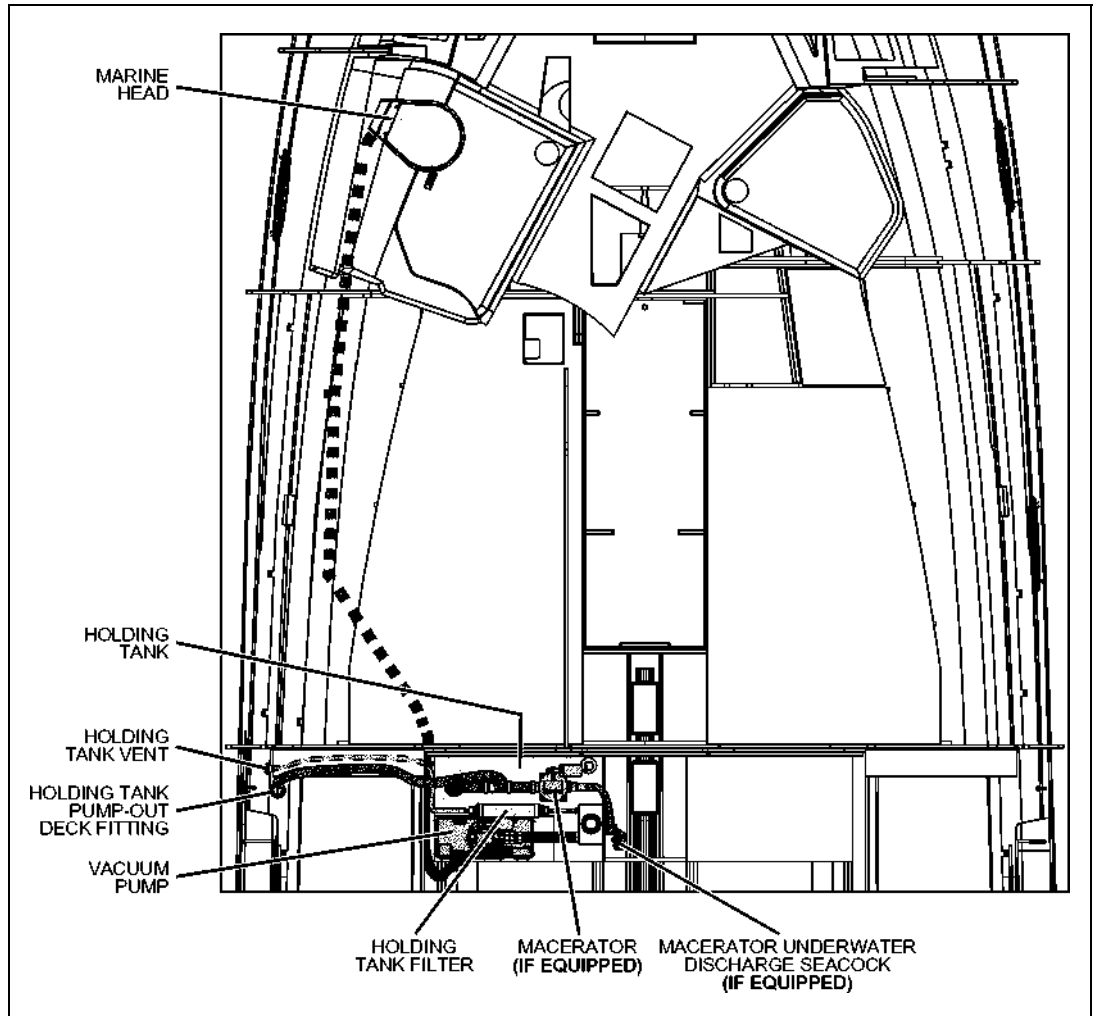 MARINE
HEAD
HOLDING
TANK
HOLDING
TANK VENT
HOLDING TANK
PUMP-OUT
DECK FITTING
VACUUM
PUMP
HOLDING
TANK FILTER
MACERATOR
(IF EQUIPPED)
MACERATOR UNDERWATER
DISCHARGE SEACOCK
(IF EQUIPPED)